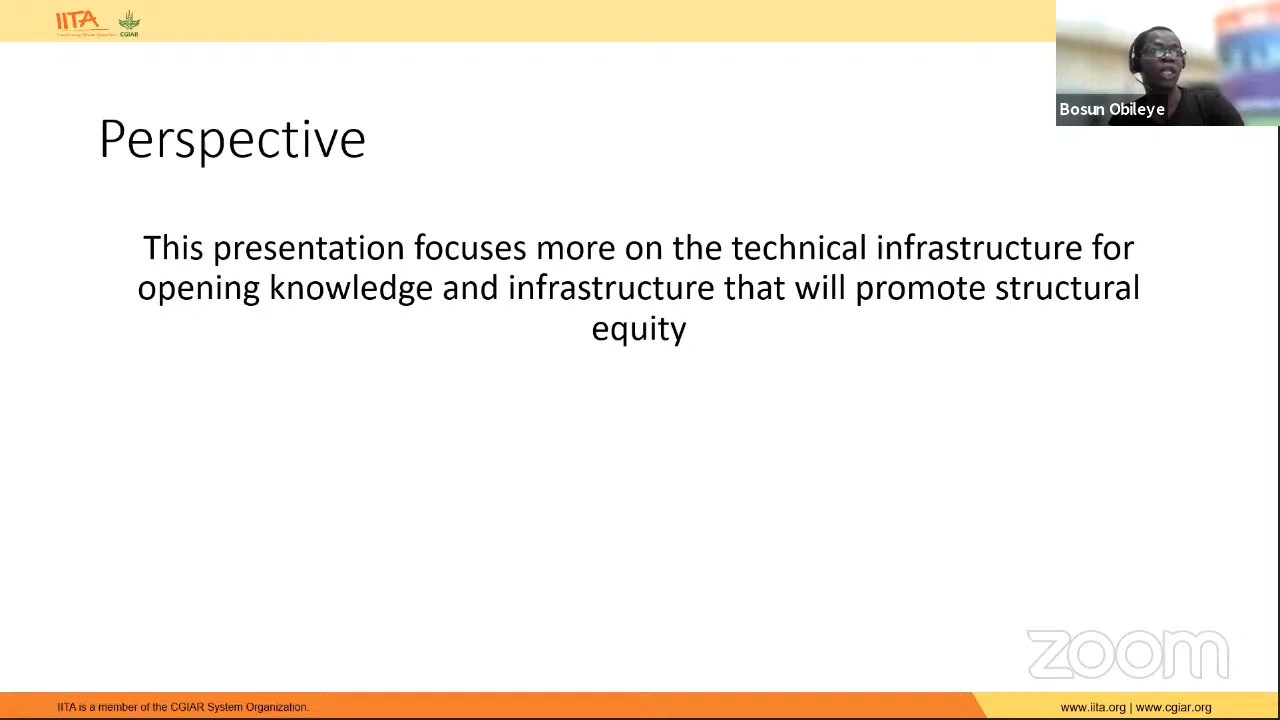 IITA
CGIAR
Bosun Obileye
Perspective
This presentation focuses more on the technical infrastructure for
opening knowledge and infrastructure that will promote structural
equity
zoom
IITA is a member of the CGIAR System Organization.
www.iita.org | www.cgiar.org